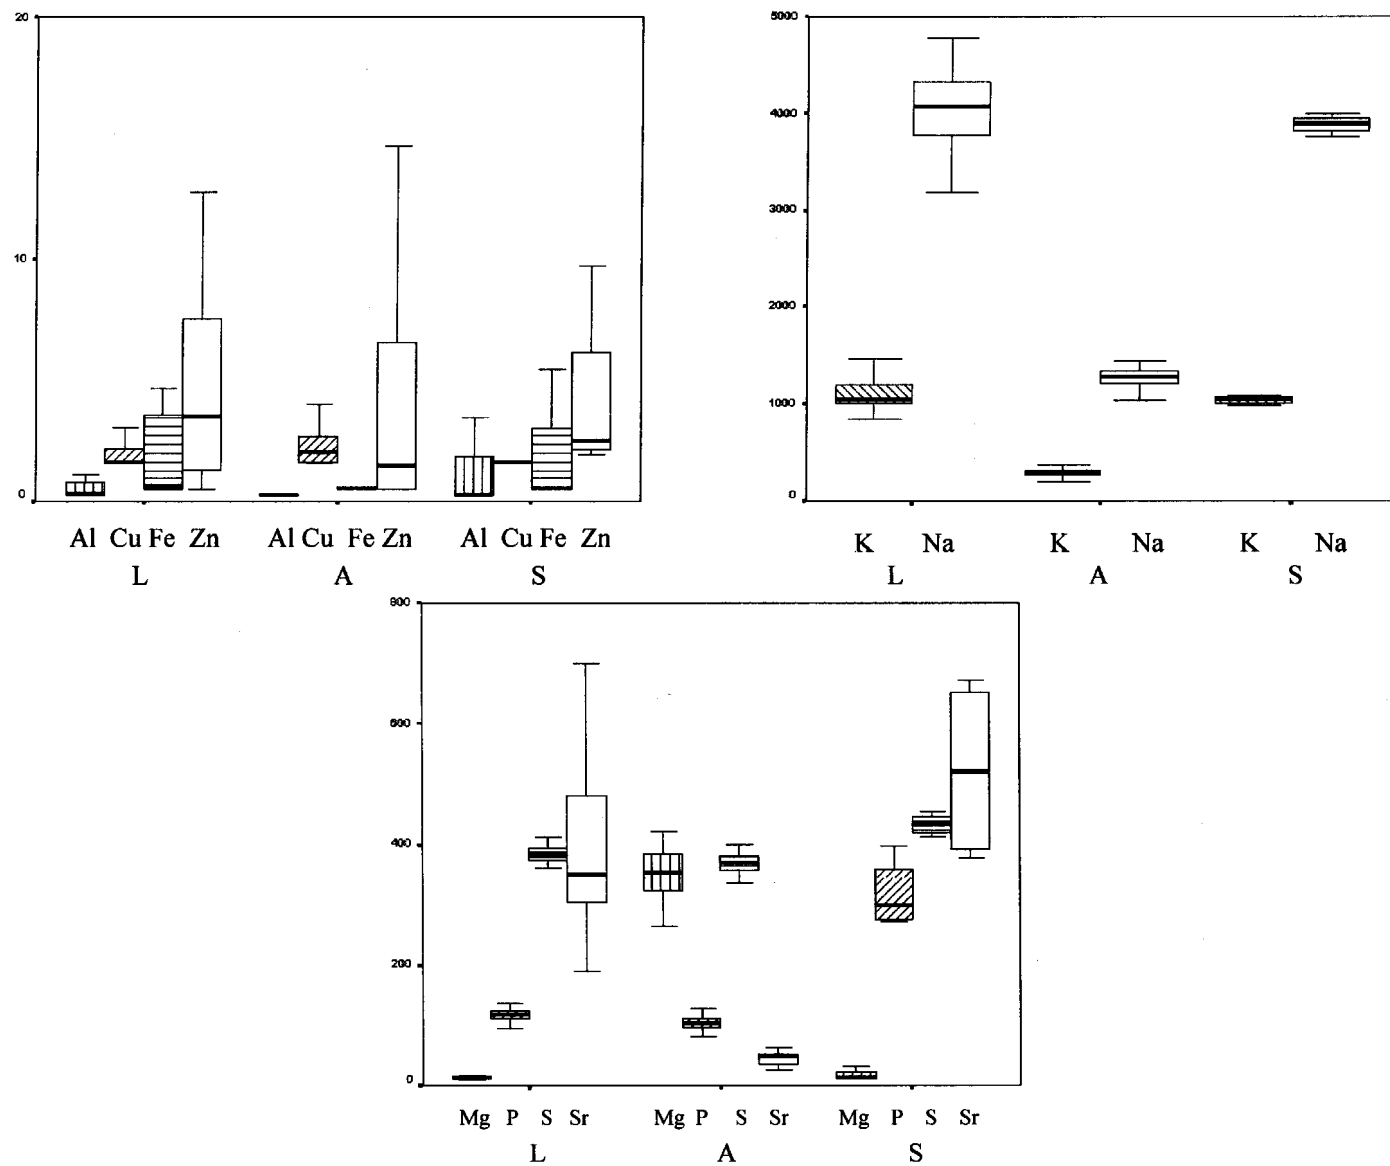 20
10
0
Al Cu Fe Zn Al Cu Fe Zn Al Cu Fe Zn
L A S
5000
4000
3000
2000
1000
0
K Na K Na K Na
L A S
800
600
400
200
0
Mg P S Sr Mg P S Sr Mg P S Sr
L A S